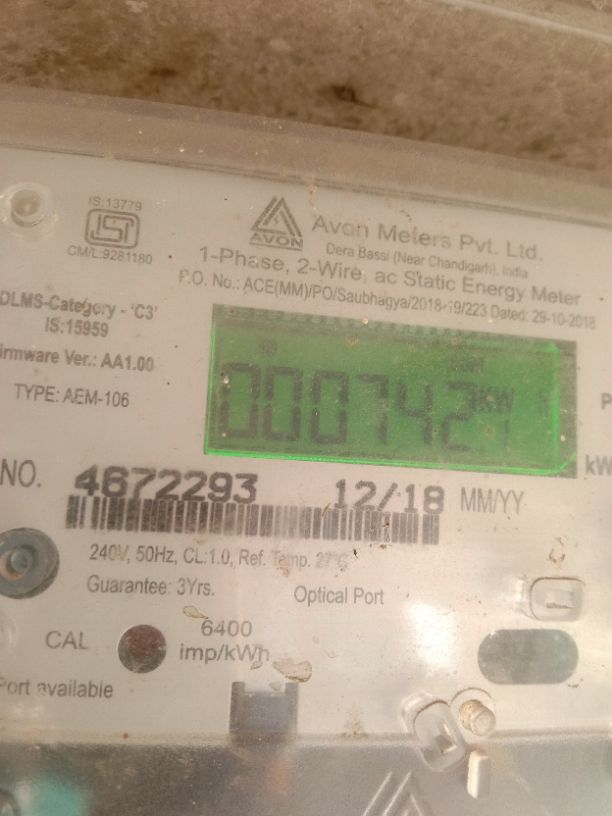 IS:13779
ISI
CM/L:9281180
AVON
Avon Meters Pvt. Ltd.
Dera Bassi (Near Chandigarh), India
1-Phase, 2-Wire, ac Static Energy Meter
P.O. No.: ACE(MM)/PO/Saubhagya/2018-19/223 Dated: 29-10-2018
DLMS-Category - 'C3'
IS:15959
irmware Ver.: AA1.00
TYPE: AEM-106
000742 KW
P
kW
NO. 4672293 12/18 MM/YY
240V, 50Hz, CL:1.0, Ref. Temp. 27°C
Guarantee: 3Yrs.
Optical Port
CAL
6400
imp/kWh
Port available